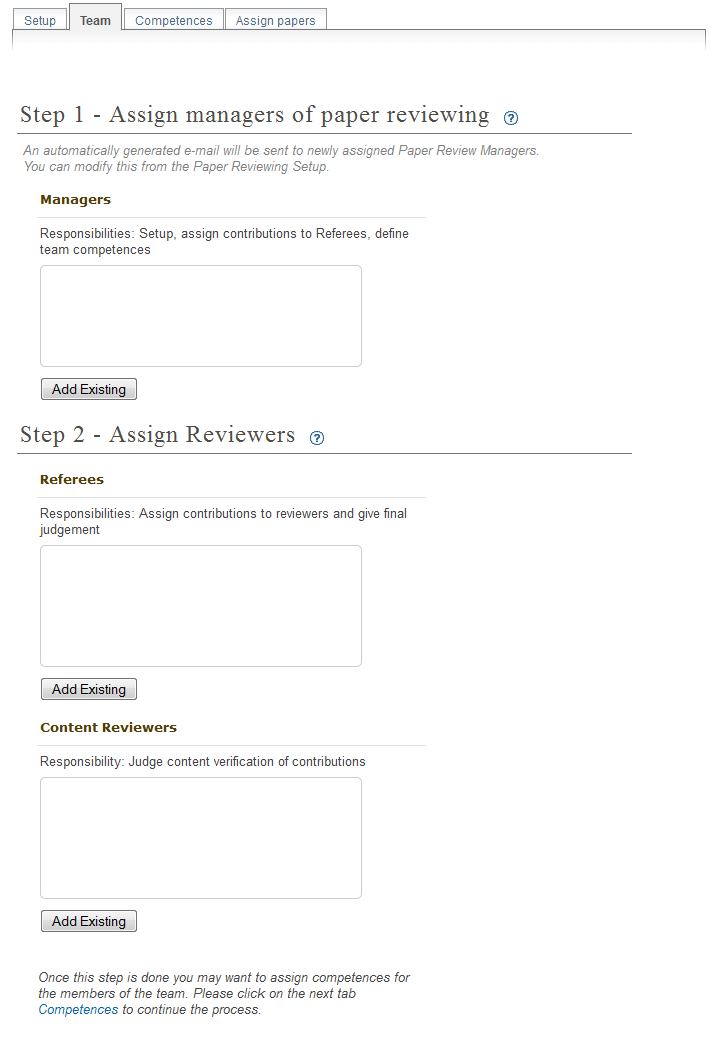 Setup Team Competences Assign papers
Step 1 - Assign managers of paper reviewing ?
An automatically generated e-mail will be sent to newly assigned Paper Review Managers.
You can modify this from the Paper Reviewing Setup.
Managers
Responsibilities: Setup, assign contributions to Referees, define
team competences
Add Existing
Step 2 - Assign Reviewers ?
Referees
Responsibilities: Assign contributions to reviewers and give final
judgement
Add Existing
Content Reviewers
Responsibility: Judge content verification of contributions
Add Existing
Once this step is done you may want to assign competences for
the members of the team. Please click on the next tab
Competences to continue the process.